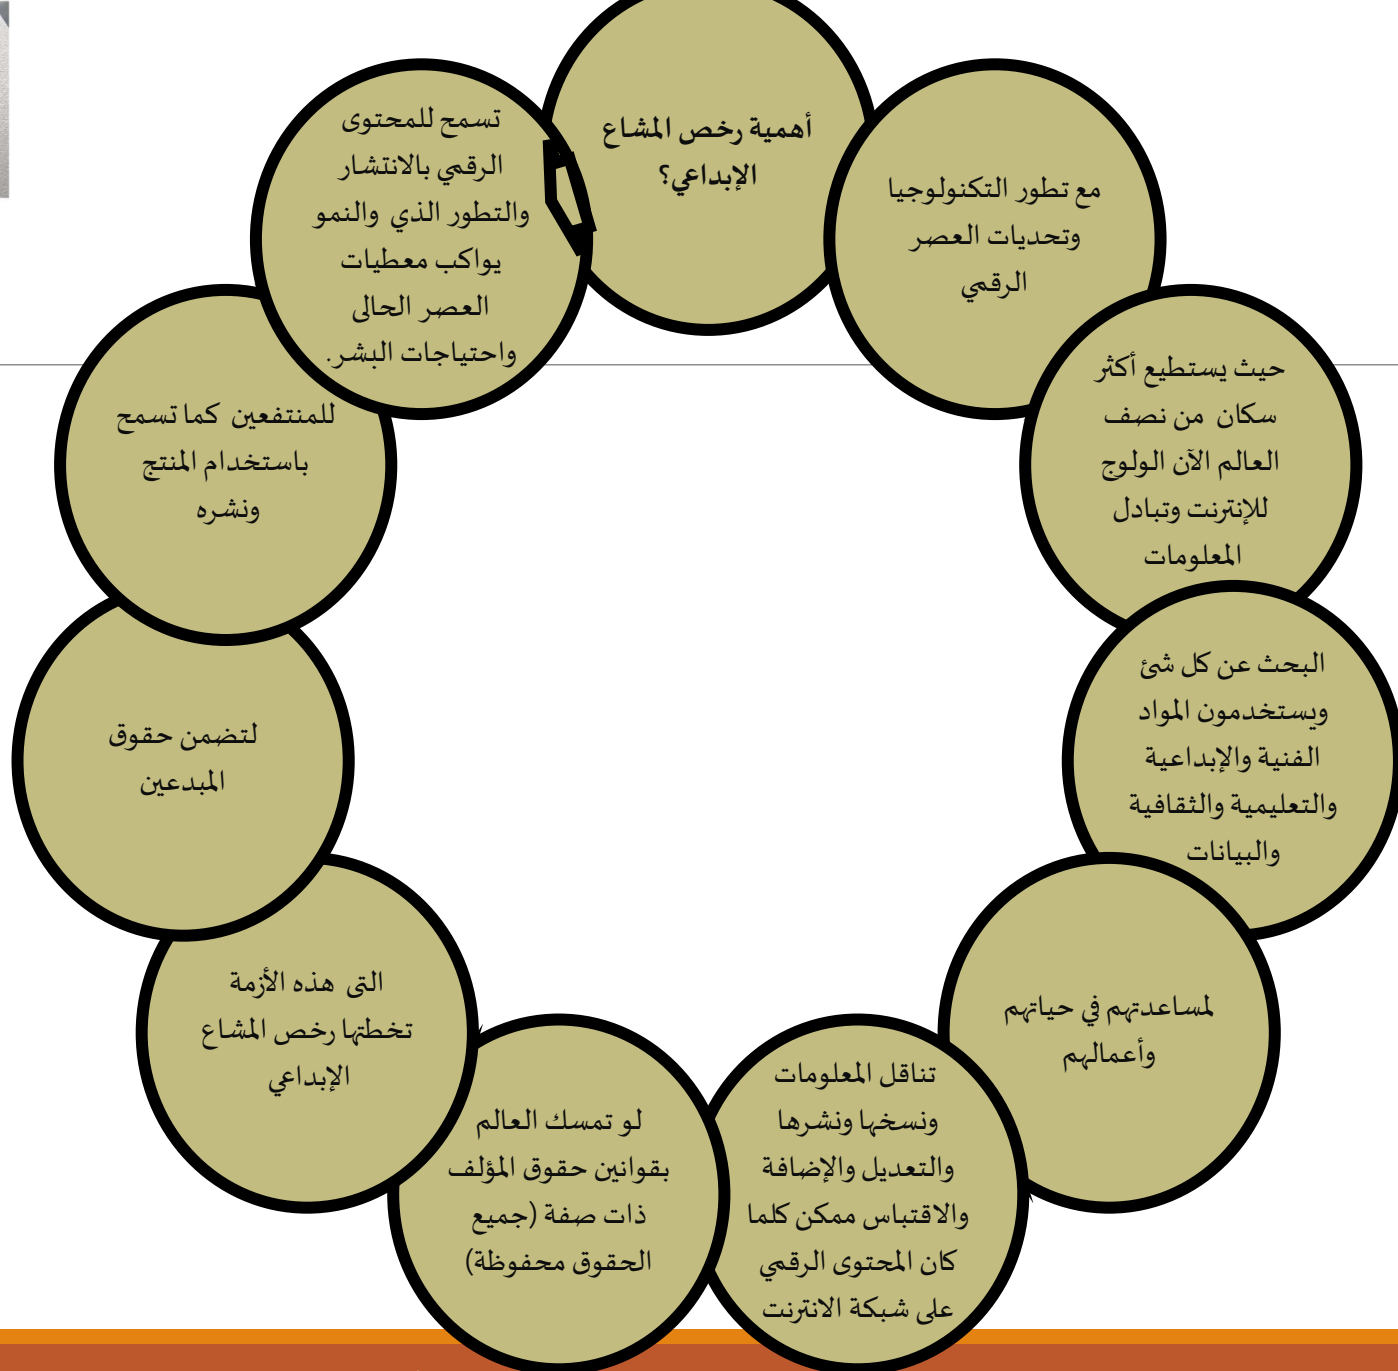 أهمية رخص المشاع
الإبداعي؟
مع تطور التكنولوجيا
وتحديات العصر
الرقمي
حيث يستطيع أكثر
سكان من نصف
العالم الآن الولوج
للإنترنت وتبادل
المعلومات
البحث عن كل شئ
ويستخدمون المواد
الفنية والإبداعية
والتعليمية والثقافية
والبيانات
لمساعدتهم في حياتهم
وأعمالهم
تناقل المعلومات
ونسخها ونشرها
والتعديل والإضافة
والاقتباس ممكن كلما
كان المحتوى الرقمي
على شبكة الانترنت
لو تمسك العالم
بقوانين حقوق المؤلف
ذات صفة (جميع
الحقوق محفوظة)
التى هذه الأزمة
تخطتها رخص المشاع
الإبداعي
لتضمن حقوق
المبدعين
للمنتفعين كما تسمح
باستخدام المنتج
ونشره
تسمح للمحتوى
الرقمي بالانتشار
والتطور الذي والنمو
يواكب معطيات
العصر الحالى
واحتياجات البشر.